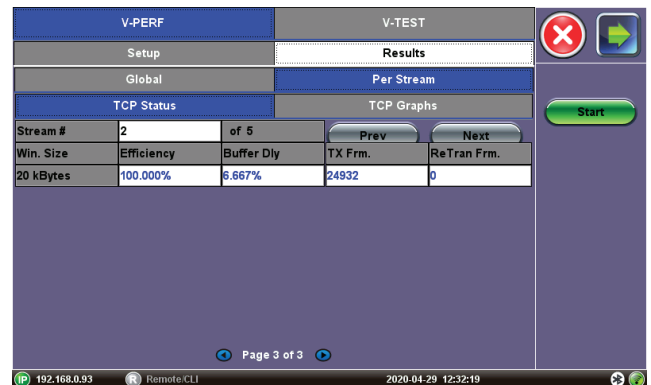 V-PERF V-TEST
Setup Results
Global Per Stream
TCP Status TCP Graphs
Start
Stream # 2 of 5 Prev Next
Win. Size Efficiency Buffer Dly TX Frm. ReTran Frm.
20 kBytes 100.000% 6.667% 24932 0
Page 3 of 3
IP 192.168.0.93 R Remote/CLI 2020-04-29 12:32:19